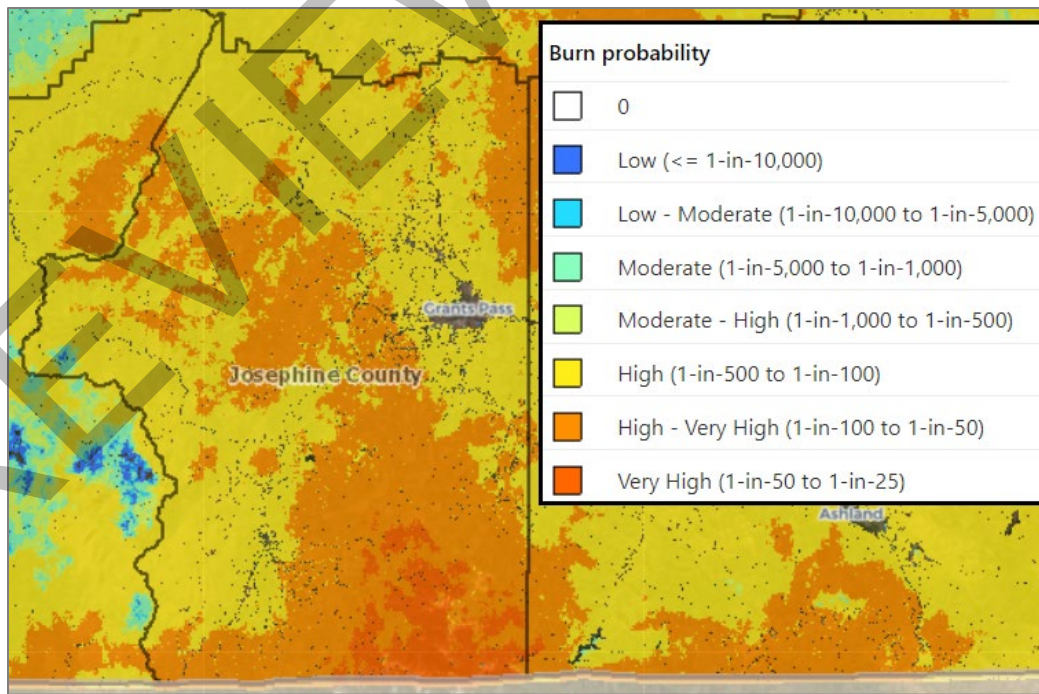 REVIEW
Burn probability
0
Low (<= 1-in-10,000)
Low - Moderate (1-in-10,000 to 1-in-5,000)
Moderate (1-in-5,000 to 1-in-1,000)
Moderate - High (1-in-1,000 to 1-in-500)
High (1-in-500 to 1-in-100)
High - Very High (1-in-100 to 1-in-50)
Very High (1-in-50 to 1-in-25)
Grants Pass
Josephine County
Ashland